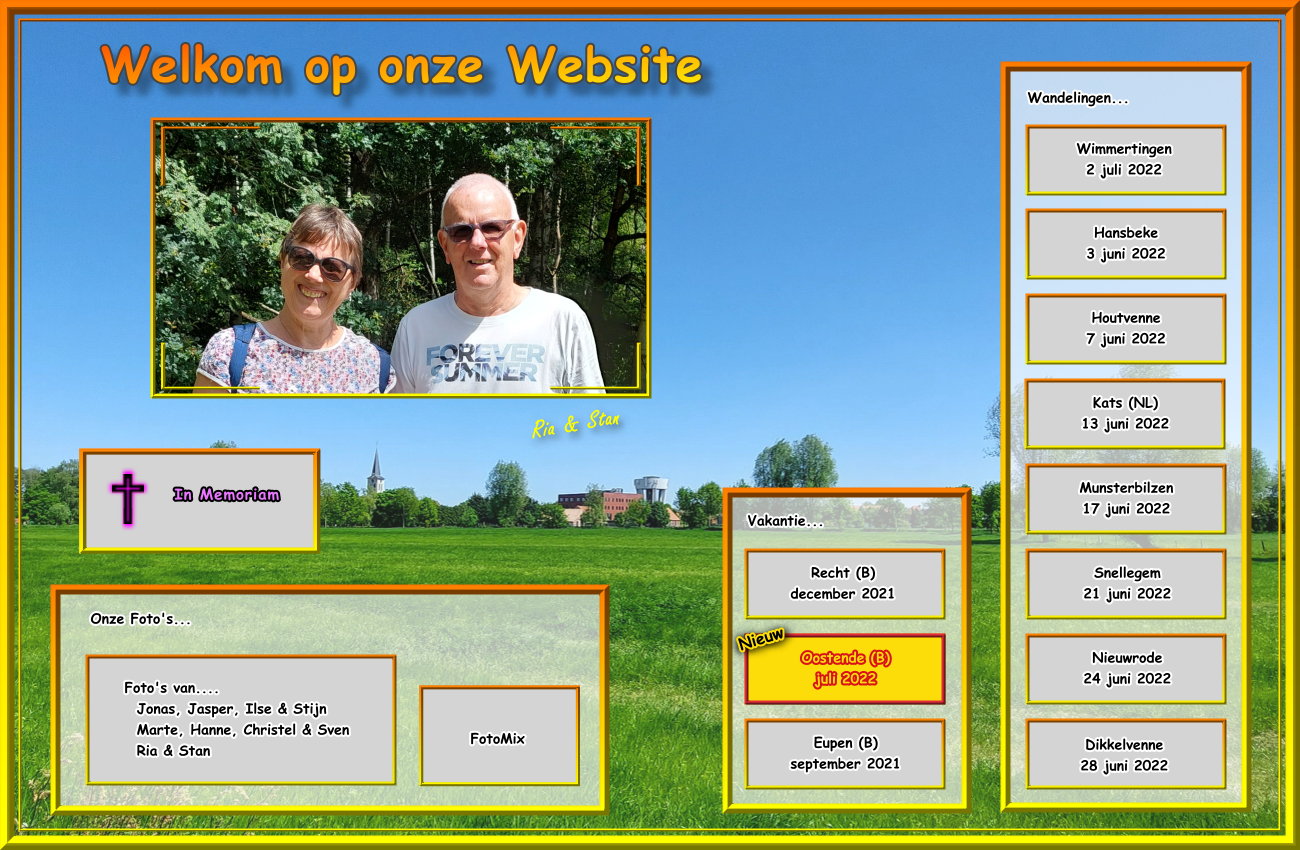 Welkom op onze Website
FOREVER
SUMMER
Ria & Stan
In Memoriam
Onze Foto's...
Foto's van....
Jonas, Jasper, Ilse & Stijn
Marte, Hanne, Christel & Sven
Ria & Stan
FotoMix
Vakantie...
Recht (B)
december 2021
Nieuw
Oostende (B)
juli 2022
Eupen (B)
september 2021
Wandelingen...
Wimmertingen
2 juli 2022
Hansbeke
3 juni 2022
Houtvenne
7 juni 2022
Kats (NL)
13 juni 2022
Munsterbilzen
17 juni 2022
Snellegem
21 juni 2022
Nieuwrode
24 juni 2022
Dikkelvenne
28 juni 2022